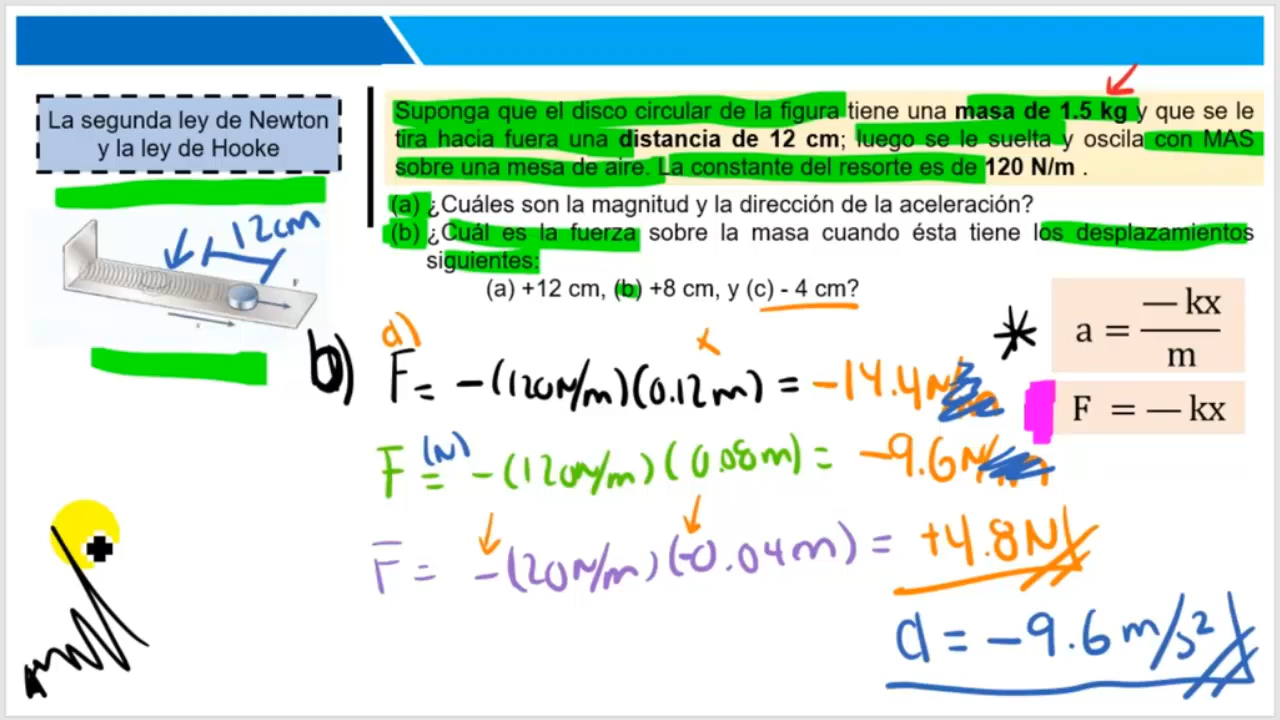 La segunda ley de Newton
y la ley de Hooke
Suponga que el disco circular de la figura tiene una masa de 1.5 kg y que se le
tira hacia fuera una distancia de 12 cm; luego se le suelta y oscila con MAS
sobre una mesa de aire. La constante del resorte es de 120 N/m .
(a) ¿Cuáles son la magnitud y la dirección de la aceleración?
(b) ¿Cuál es la fuerza sobre la masa cuando ésta tiene los desplazamientos
siguientes:
(a) +12 cm, (b) +8 cm, y (c) - 4 cm?
12cm
F
x
a = —kx / m
F = — kx
b)
a)
x
F = -(120N/m)(0.12m) = -14.4N
(N)
F = -(120N/m)(0.08m) = -9.6N
F = -(20N/m)(-0.04m) = +4.8N
a = -9.6 m/s²